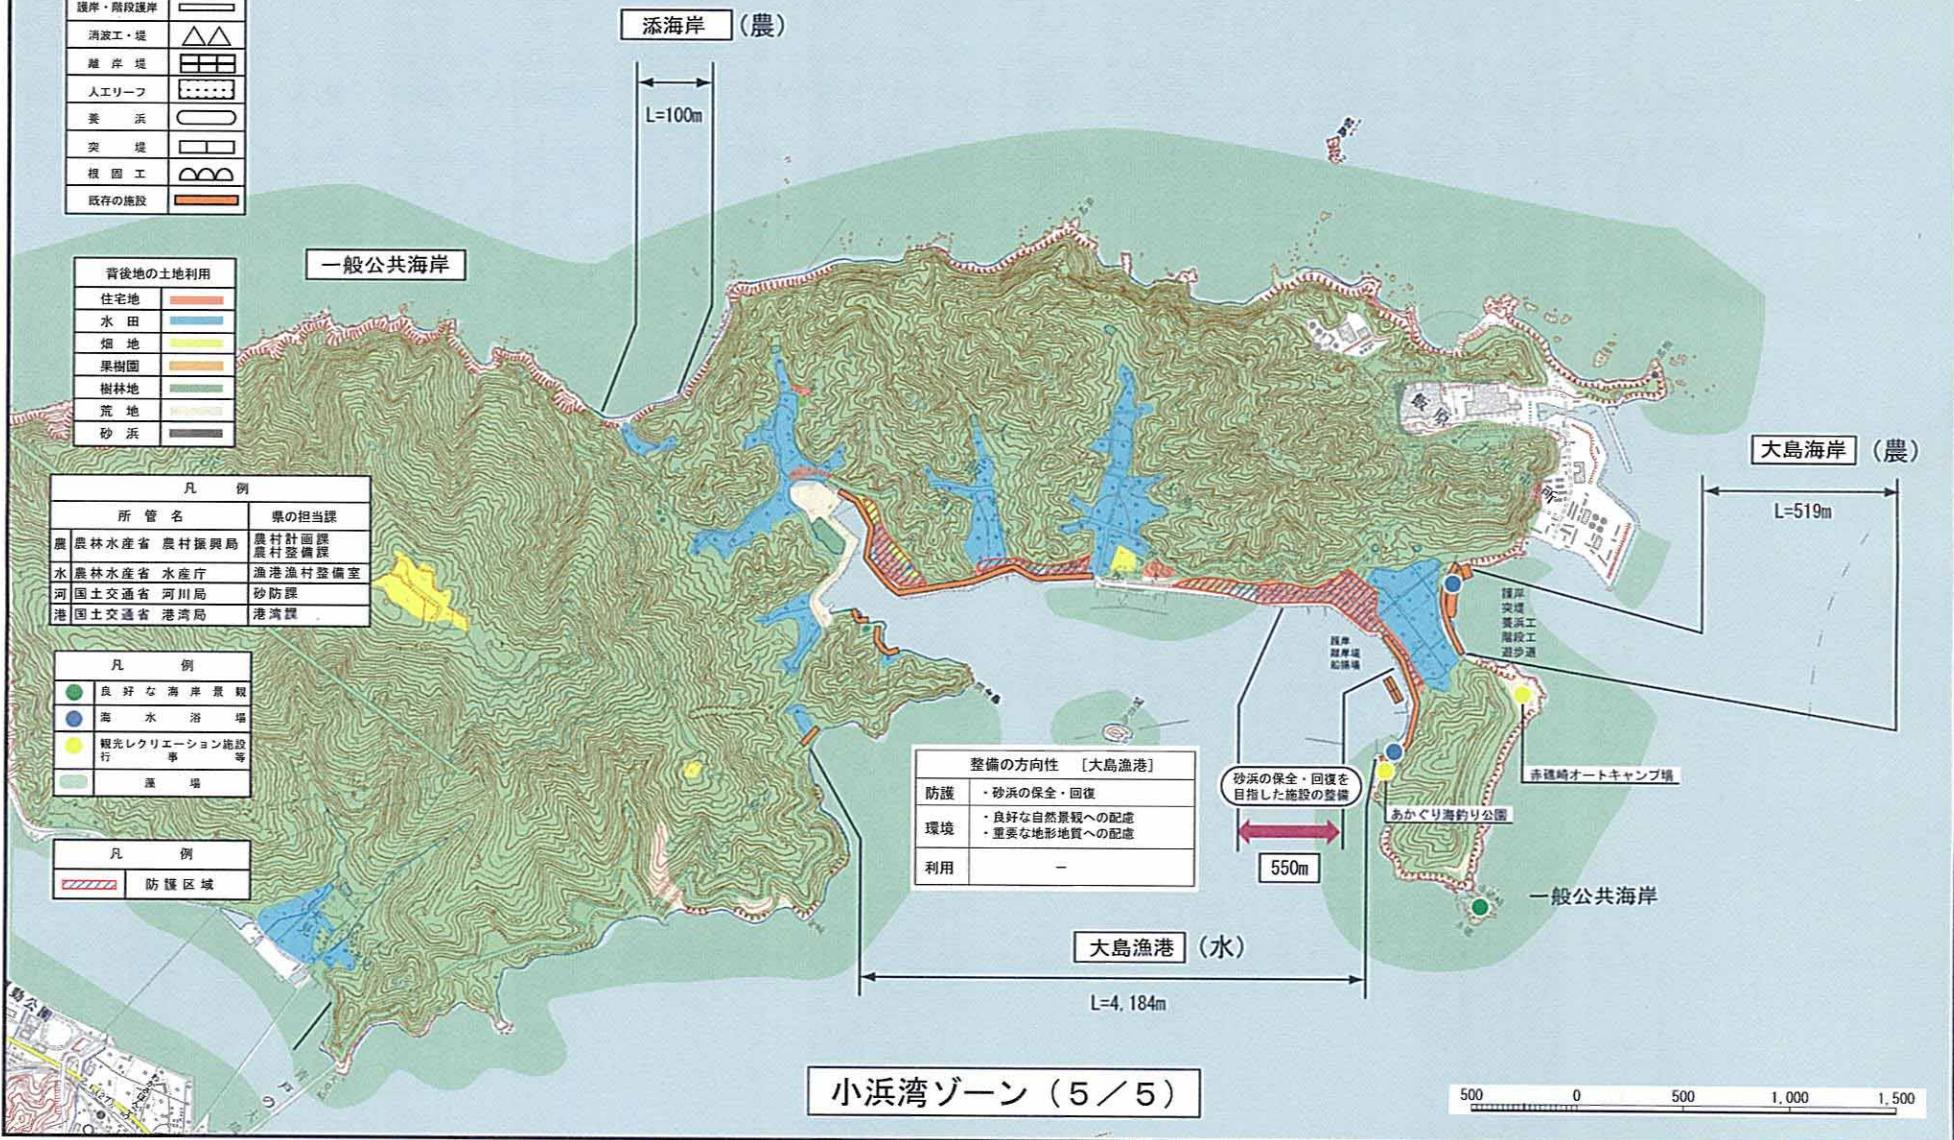 護岸・階段護岸
消波工・堤
離岸堤
人工リーフ
養浜
突堤
根固工
既存の施設
添海岸 (農)
L=100m
一般公共海岸
背後地の土地利用
住宅地
水田
畑地
果樹園
樹林地
荒地
砂浜
凡例
所管名 県の担当課
農 農林水産省 農村振興局 農村計画課
農村整備課
水 農林水産省 水産庁 漁港漁村整備室
河 国土交通省 河川局 砂防課
港 国土交通省 港湾局 港湾課
凡例
良好な海岸景観
海水浴場
観光レクリエーション施設
行事等
藻場
凡例
防護区域
大島海岸 (農)
L=519m
護岸
突堤
養浜工
階段工
遊歩道
護岸
離岸堤
船揚場
整備の方向性 [大島漁港]
防護 ・砂浜の保全・回復
環境 ・良好な自然景観への配慮
・重要な地形地質への配慮
利用 −
砂浜の保全・回復を
目指した施設の整備
550m
赤礁崎オートキャンプ場
あかぐり海釣り公園
一般公共海岸
大島漁港 (水)
L=4,184m
小浜湾ゾーン(5/5)
500 0 500 1,000 1,500